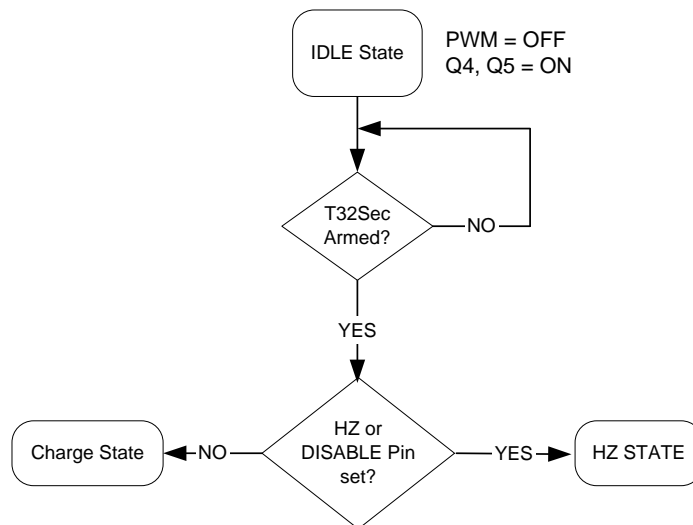 IDLE State
PWM = OFF
Q4, Q5 = ON
T32Sec
Armed?
NO
YES
HZ or
DISABLE Pin
set?
Charge State
NO
YES
HZ STATE